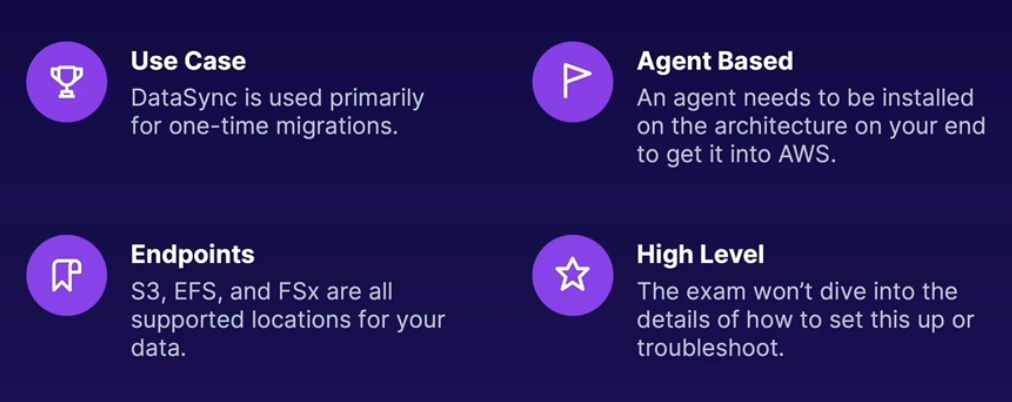 Use Case
DataSync is used primarily
for one-time migrations.
Agent Based
An agent needs to be installed
on the architecture on your end
to get it into AWS.
Endpoints
S3, EFS, and FSx are all
supported locations for your
data.
High Level
The exam won’t dive into the
details of how to set this up or
troubleshoot.